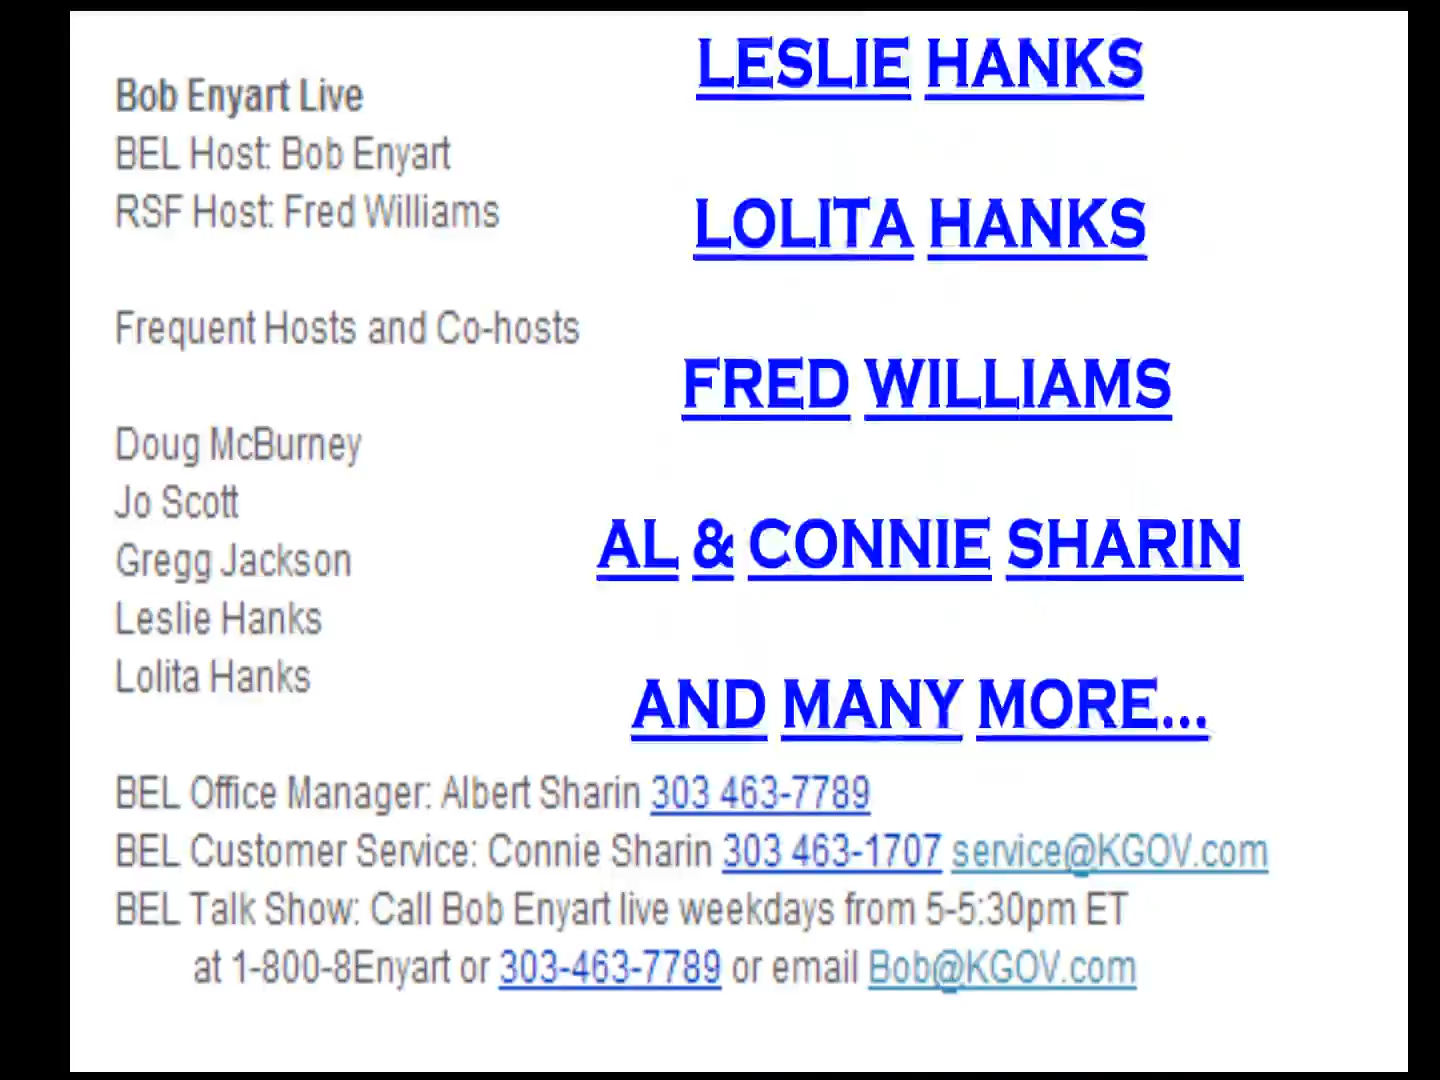 Bob Enyart Live
BEL Host: Bob Enyart
RSF Host: Fred Williams
Frequent Hosts and Co-hosts
Doug McBurney
Jo Scott
Gregg Jackson
Leslie Hanks
Lolita Hanks
LESLIE HANKS
LOLITA HANKS
FRED WILLIAMS
AL & CONNIE SHARIN
AND MANY MORE...
BEL Office Manager: Albert Sharin 303 463-7789
BEL Customer Service: Connie Sharin 303 463-1707 service@KGOV.com
BEL Talk Show: Call Bob Enyart live weekdays from 5-5:30pm ET
at 1-800-8Enyart or 303-463-7789 or email Bob@KGOV.com